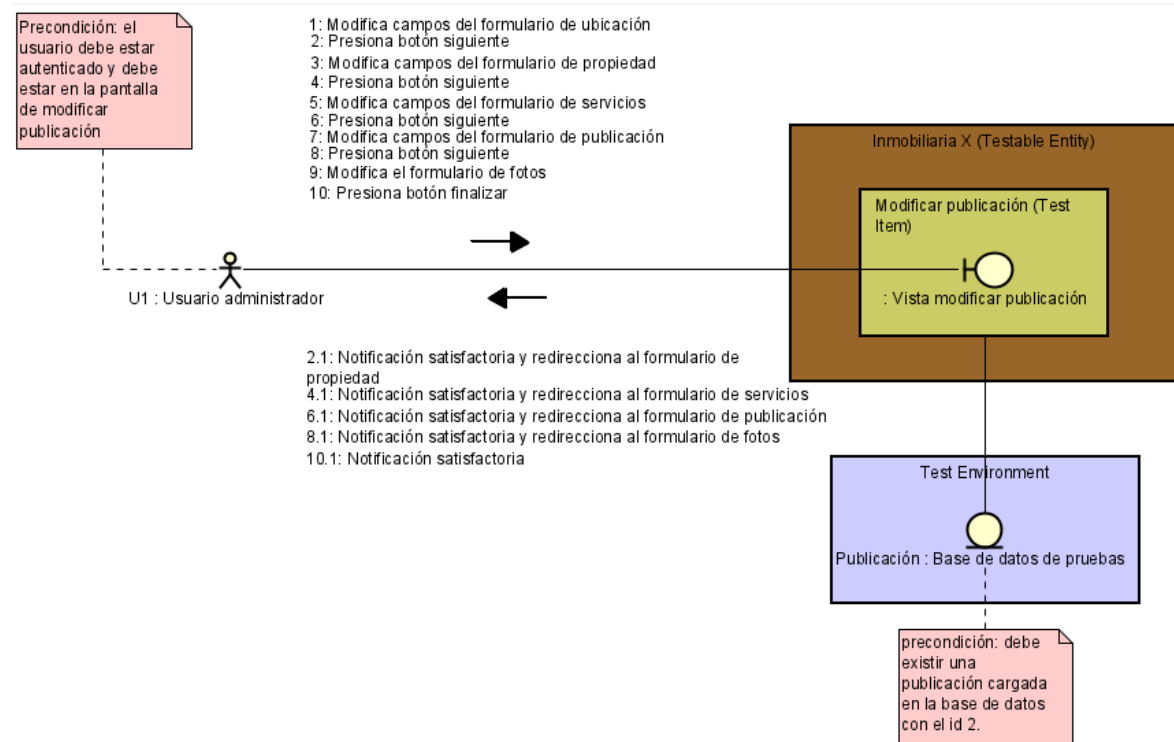 Precondición: el
usuario debe estar
autenticado y debe
estar en la pantalla
de modificar
publicación
1: Modifica campos del formulario de ubicación
2: Presiona botón siguiente
3: Modifica campos del formulario de propiedad
4: Presiona botón siguiente
5: Modifica campos del formulario de servicios
6: Presiona botón siguiente
7: Modifica campos del formulario de publicación
8: Presiona botón siguiente
9: Modifica el formulario de fotos
10: Presiona botón finalizar
Inmobiliaria X (Testable Entity)
Modificar publicación (Test
Item)
: Vista modificar publicación
U1 : Usuario administrador
2.1: Notificación satisfactoria y redirecciona al formulario de
propiedad
4.1: Notificación satisfactoria y redirecciona al formulario de servicios
6.1: Notificación satisfactoria y redirecciona al formulario de publicación
8.1: Notificación satisfactoria y redirecciona al formulario de fotos
10.1: Notificación satisfactoria
Test Environment
Publicación : Base de datos de pruebas
precondición: debe
existir una
publicación cargada
en la base de datos
con el id 2.